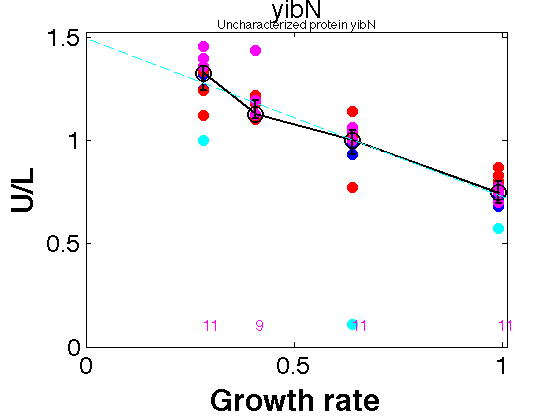 yibN
Uncharacterized protein yibN
1.5
1
0.5
0
U/L
11
9
11
11
0
0.5
1
Growth rate